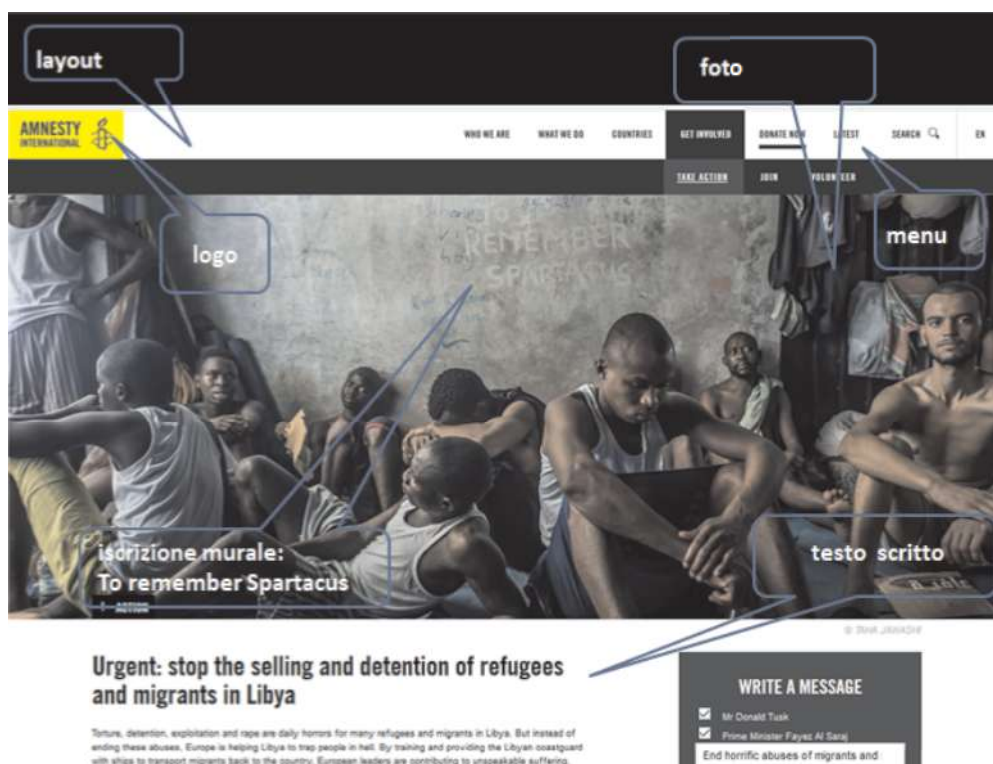 layout
foto
AMNESTY
INTERNATIONAL
WHO WE ARE WHAT WE DO COUNTRIES GET INVOLVED DONATE NOW LATEST SEARCH EN
TAKE ACTION JOIN VOLUNTEER
logo
menu
REMEMBER
SPARTACUS
iscrizione murale:
To remember Spartacus
testo scritto
ACTION
© TAHA JAWASHI
Urgent: stop the selling and detention of refugees
and migrants in Libya
Torture, detention, exploitation and rape are daily horrors for many refugees and migrants in Libya. But instead of
ending these abuses, Europe is helping Libya to trap people in hell. By training and providing the Libyan coastguard
with ships to transport migrants back to the country, European leaders are contributing to unspeakable suffering.
WRITE A MESSAGE
Mr Donald Tusk
Prime Minister Fayez Al Saraj
End horrific abuses of migrants and